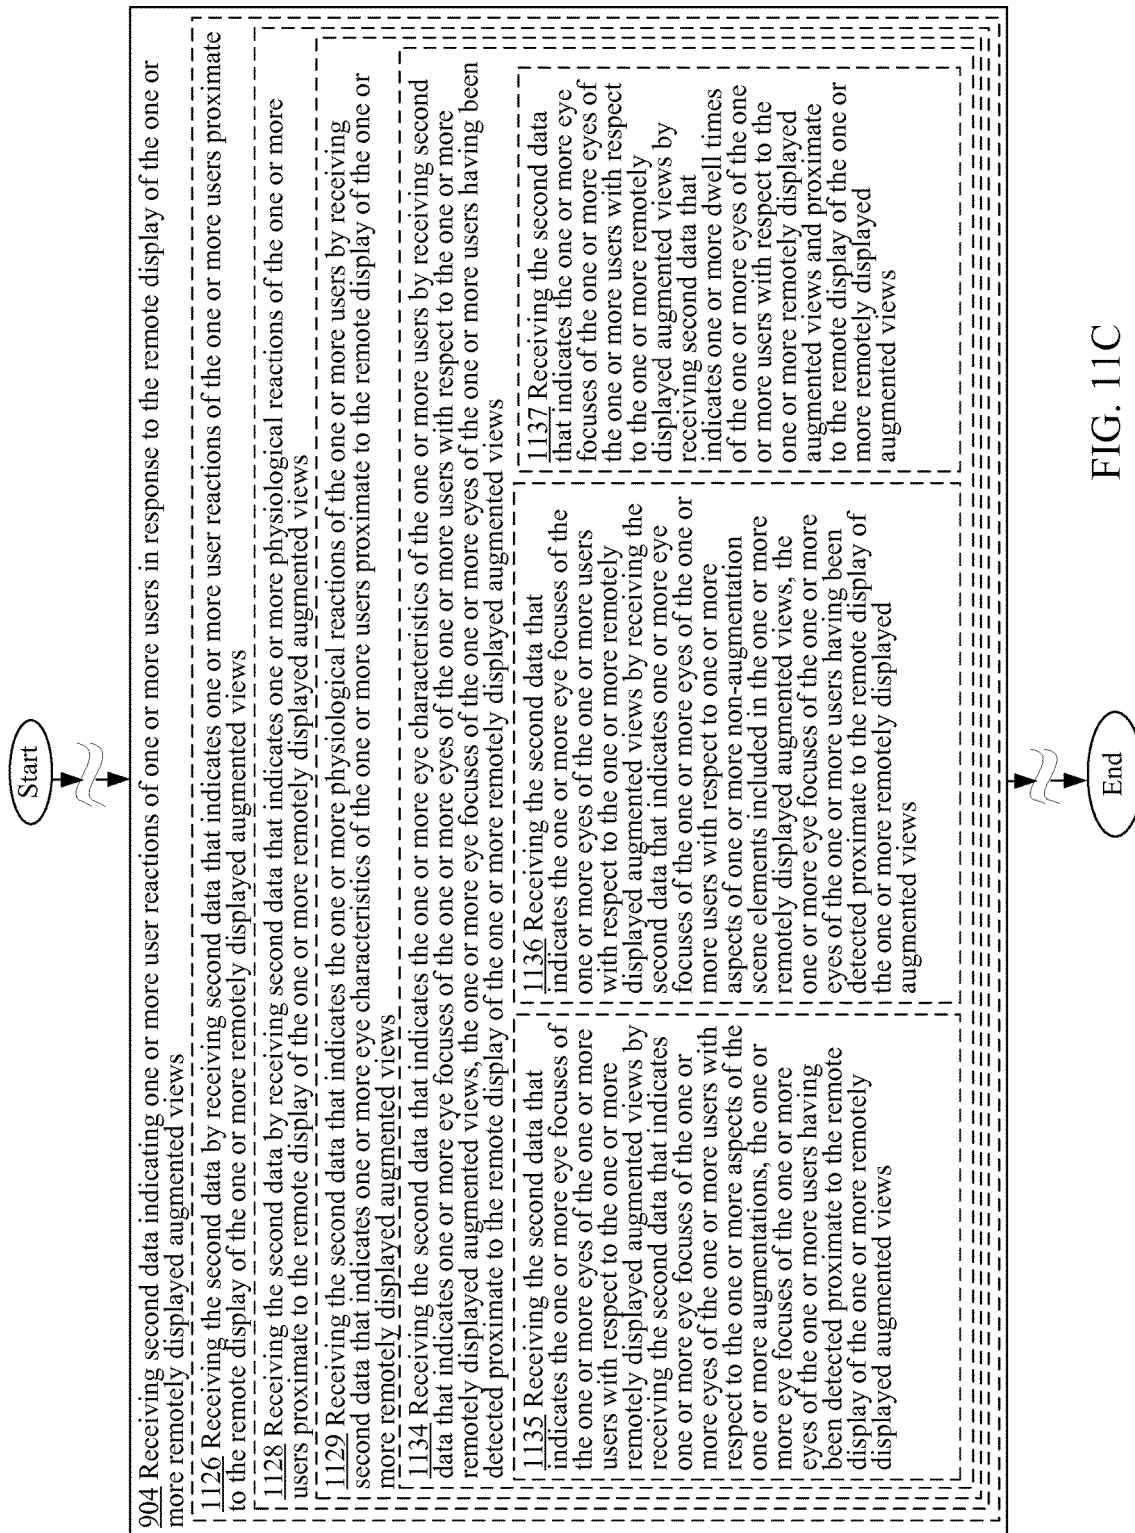 Start
904 Receiving second data indicating one or more user reactions of one or more users in response to the remote display of the one or
more remotely displayed augmented views
1126 Receiving the second data by receiving second data that indicates one or more user reactions of the one or more users proximate
to the remote display of the one or more remotely displayed augmented views
1128 Receiving the second data by receiving second data that indicates one or more physiological reactions of the one or more
users proximate to the remote display of the one or more remotely displayed augmented views
1129 Receiving the second data that indicates the one or more physiological reactions of the one or more users by receiving
second data that indicates one or more eye characteristics of the one or more users proximate to the remote display of the one or
more remotely displayed augmented views
1134 Receiving the second data that indicates the one or more eye characteristics of the one or more users by receiving second
data that indicates one or more eye focuses of the one or more eyes of the one or more users with respect to the one or more
remotely displayed augmented views, the one or more eye focuses of the one or more eyes of the one or more users having been
detected proximate to the remote display of the one or more remotely displayed augmented views
1135 Receiving the second data that
indicates the one or more eye focuses of
the one or more eyes of the one or more
users with respect to the one or more
remotely displayed augmented views by
receiving the second data that indicates
one or more eye focuses of the one or
more eyes of the one or more users with
respect to the one or more aspects of the
one or more augmentations, the one or
more eye focuses of the one or more
eyes of the one or more users having
been detected proximate to the remote
display of the one or more remotely
displayed augmented views
1136 Receiving the second data that
indicates the one or more eye focuses of the
one or more eyes of the one or more users
with respect to the one or more remotely
displayed augmented views by receiving the
second data that indicates one or more eye
focuses of the one or more eyes of the one or
more users with respect to one or more
aspects of one or more non-augmentation
scene elements included in the one or more
remotely displayed augmented views, the
one or more eye focuses of the one or more
eyes of the one or more users having been
detected proximate to the remote display of
the one or more remotely displayed
augmented views
1137 Receiving the second data
that indicates the one or more eye
focuses of the one or more eyes of
the one or more users with respect
to the one or more remotely
displayed augmented views by
receiving second data that
indicates one or more dwell times
of the one or more eyes of the one
or more users with respect to the
one or more remotely displayed
augmented views and proximate
to the remote display of the one or
more remotely displayed
augmented views
End
FIG. 11C